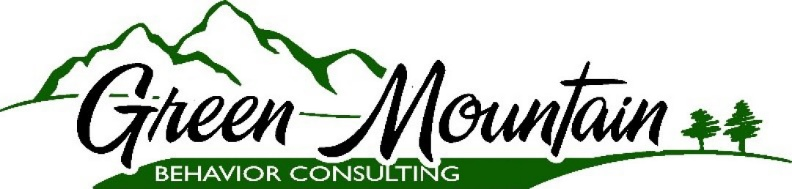 Green Mountain
BEHAVIOR CONSULTING